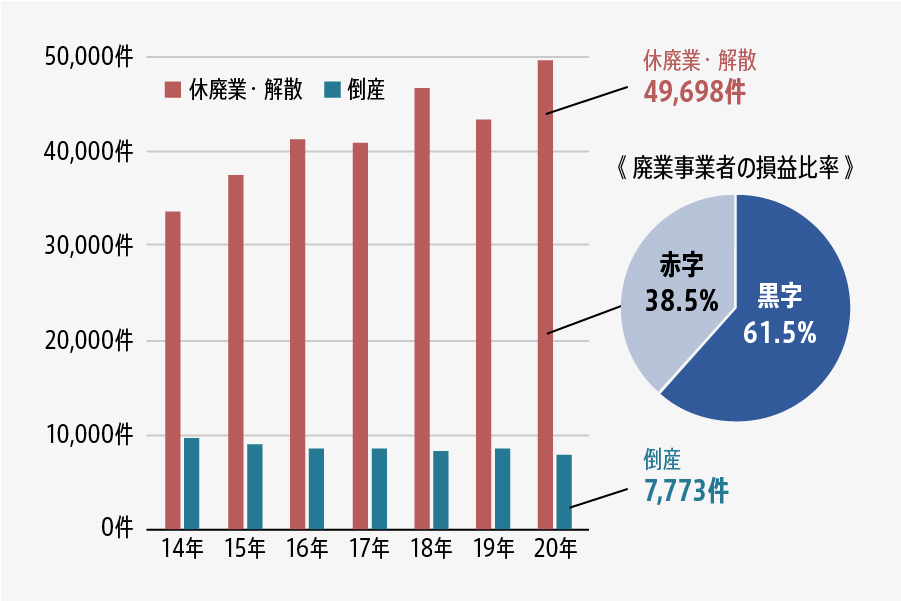 50,000件
40,000件
30,000件
20,000件
10,000件
0件
休廃業・解散 倒産
14年 15年 16年 17年 18年 19年 20年
休廃業・解散
49,698件
《 廃業事業者の損益比率 》
赤字
38.5%
黒字
61.5%
倒産
7,773件